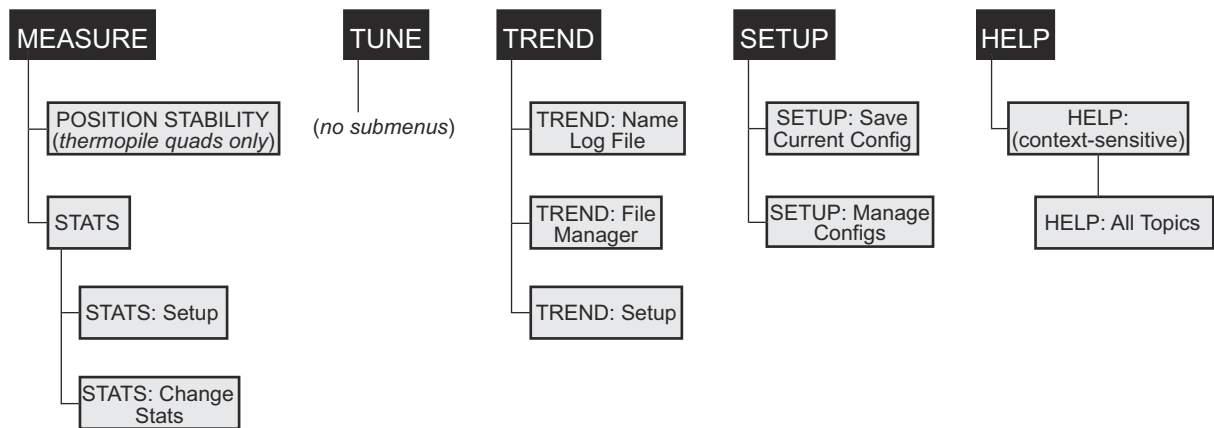 MEASURE
POSITION STABILITY
(thermopile quads only)
STATS
STATS: Setup
STATS: Change
Stats
TUNE
(no submenus)
TREND
TREND: Name
Log File
TREND: File
Manager
TREND: Setup
SETUP
SETUP: Save
Current Config
SETUP: Manage
Configs
HELP
HELP:
(context-sensitive)
HELP: All Topics